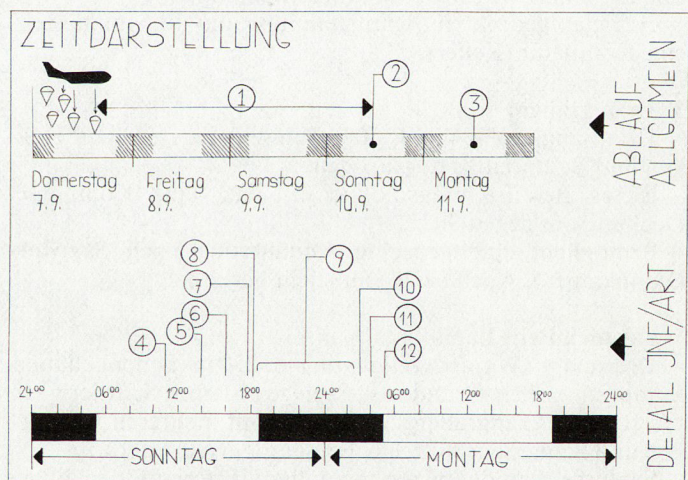 ZEITDARSTELLUNG
1
2
3
Donnerstag Freitag Samstag Sonntag Montag
7.9. 8.9. 9.9. 10.9. 11.9.
ABLAUF
ALLGEMEIN
8 9
7 10
6
5 11
4 12
24⁰⁰ 06⁰⁰ 12⁰⁰ 18⁰⁰ 24⁰⁰ 06⁰⁰ 12⁰⁰ 18⁰⁰ 24⁰⁰
SONNTAG MONTAG
DETAIL JNF/ART